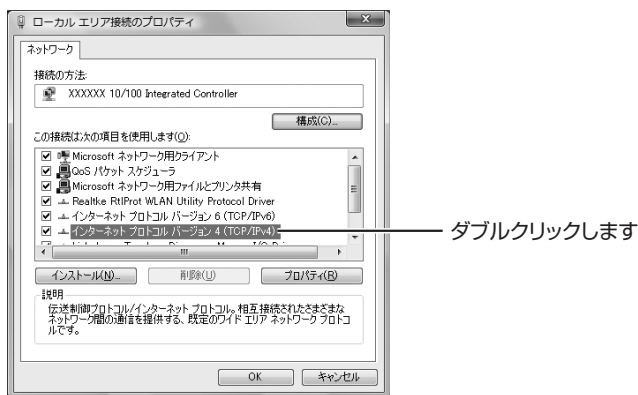 ローカル エリア接続のプロパティ
ネットワーク
接続の方法:
XXXXXX 10/100 Integrated Controller
構成(C)...
この接続は次の項目を使用します(O):
Microsoft ネットワーク用クライアント
QoS パケット スケジューラ
Microsoft ネットワーク用ファイルとプリンタ共有
Realtke RtlProt WLAN Utility Protocol Driver
インターネット プロトコル バージョン 6 (TCP/IPv6)
インターネット プロトコル バージョン 4 (TCP/IPv4)
ダブルクリックします
インストール(N)...
削除(U)
プロパティ(R)
説明
伝送制御プロトコル/インターネット プロトコル。相互接続されたさまざまな
ネットワーク間の通信を提供する、既定のワイド エリア ネットワーク プロトコ
ルです。
OK
キャンセル